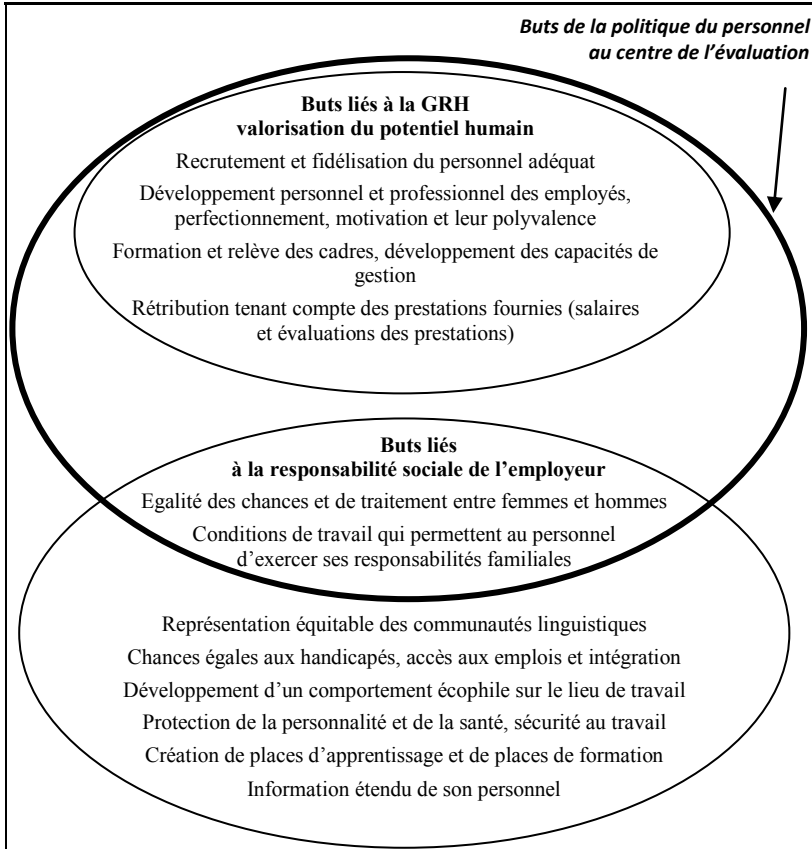 Buts de la politique du personnel
au centre de l’évaluation
Buts liés à la GRH
valorisation du potentiel humain
Recrutement et fidélisation du personnel adéquat
Développement personnel et professionnel des employés,
perfectionnement, motivation et leur polyvalence
Formation et relève des cadres, développement des capacités de
gestion
Rétribution tenant compte des prestations fournies (salaires
et évaluations des prestations)
Buts liés
à la responsabilité sociale de l’employeur
Egalité des chances et de traitement entre femmes et hommes
Conditions de travail qui permettent au personnel
d’exercer ses responsabilités familiales
Représentation équitable des communautés linguistiques
Chances égales aux handicapés, accès aux emplois et intégration
Développement d’un comportement écophile sur le lieu de travail
Protection de la personnalité et de la santé, sécurité au travail
Création de places d’apprentissage et de places de formation
Information étendu de son personnel